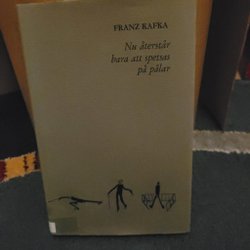 FRANZ KAFKA
Nu återstår
bara att spetsas
på pålar